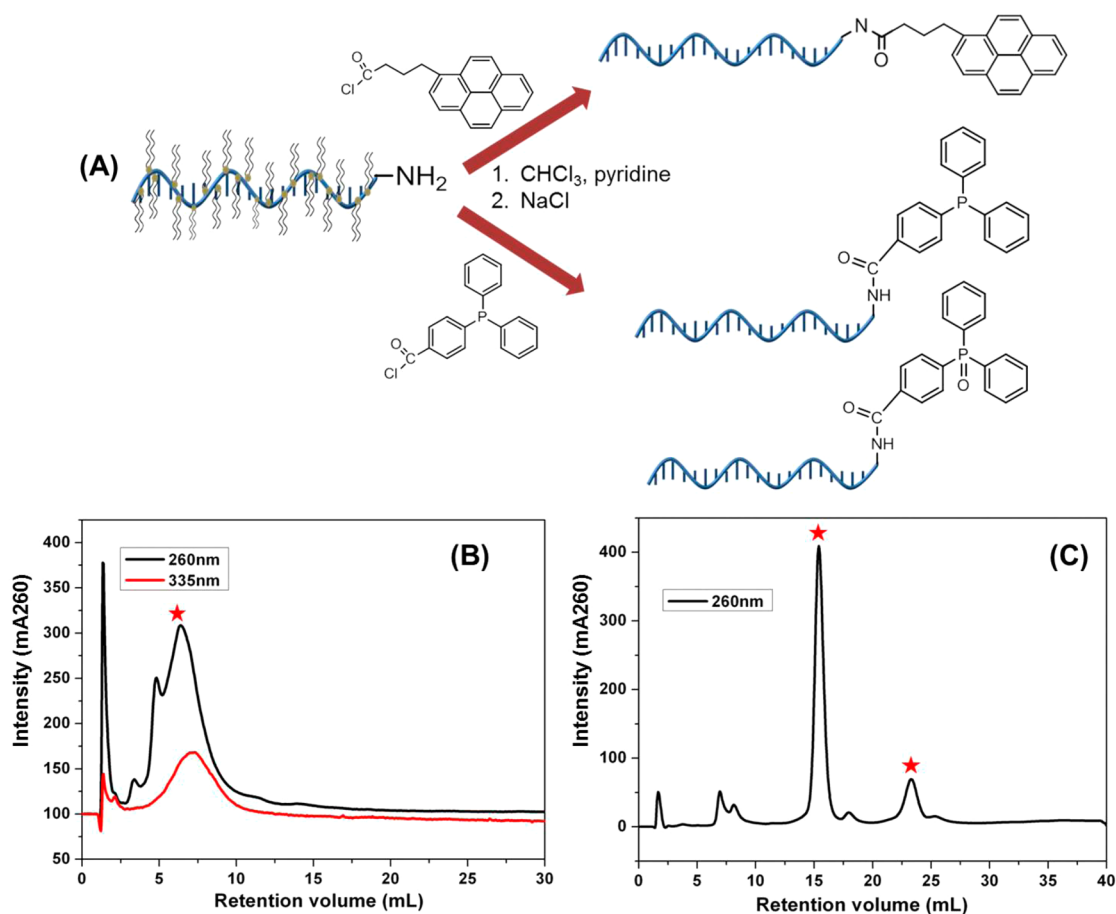 N
O
O
Cl
(A)
NH2
1. CHCl3, pyridine
2. NaCl
P
O
C
NH
O
C
Cl
P
P
O
O
C
NH
(B)
260nm
335nm
Intensity (mA260)
400
350
300
250
200
150
100
50
0 5 10 15 20 25 30
Retention volume (mL)
(C)
260nm
Intensity (mA260)
400
200
0
0 5 10 15 20 25 30 35 40
Retention volume (mL)